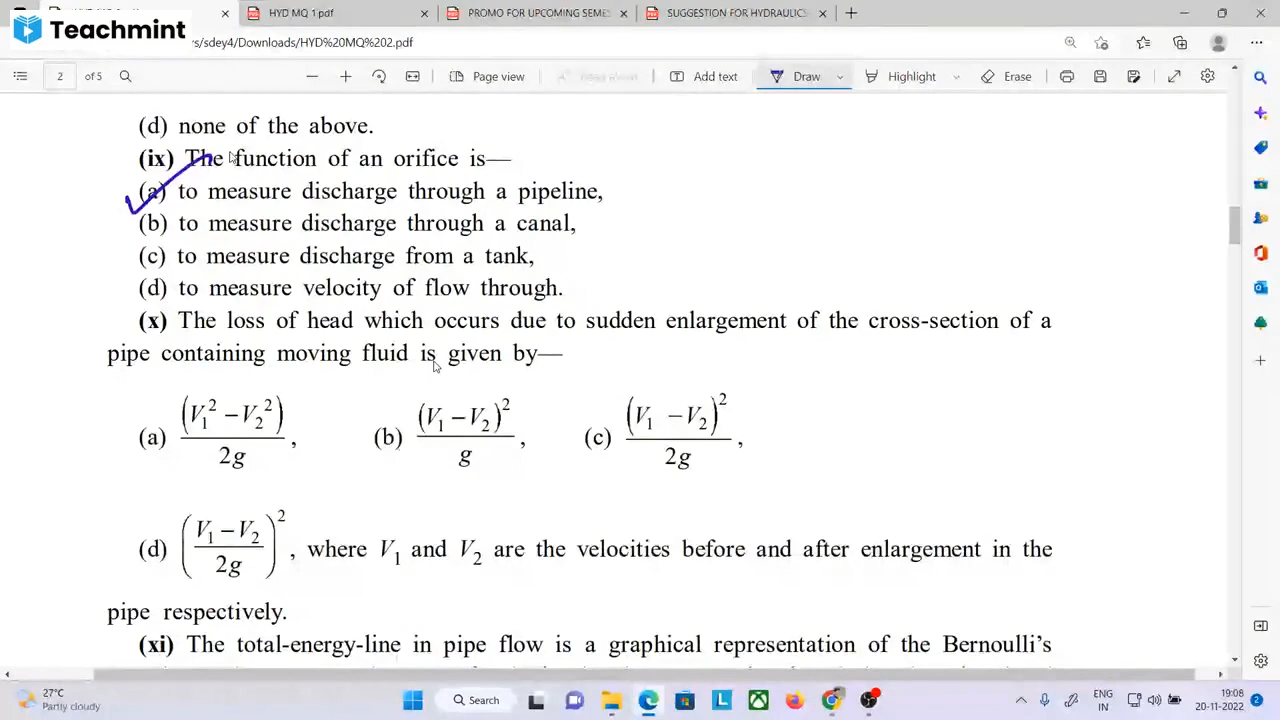 Teachmint
HYD MQ 1.pdf
PROMO FOR UPCOMING SEMES
SUGGESTION FOR HYDRAULICS
rs/sdey4/Downloads/HYD%20MQ%202.pdf
2 of 5
Page view
Read aloud
Add text
Draw
Highlight
Erase
(d) none of the above.
(ix) The function of an orifice is—
(a) to measure discharge through a pipeline,
(b) to measure discharge through a canal,
(c) to measure discharge from a tank,
(d) to measure velocity of flow through.
(x) The loss of head which occurs due to sudden enlargement of the cross-section of a
pipe containing moving fluid is given by—
(a) (V₁² – V₂²) / 2g , (b) (V₁ – V₂)² / g , (c) (V₁ – V₂)² / 2g ,
(d) ((V₁ – V₂) / 2g)² , where V₁ and V₂ are the velocities before and after enlargement in the
pipe respectively.
(xi) The total-energy-line in pipe flow is a graphical representation of the Bernoulli's
27°C
Partly cloudy
Search
ENG
IN
19:08
20-11-2022